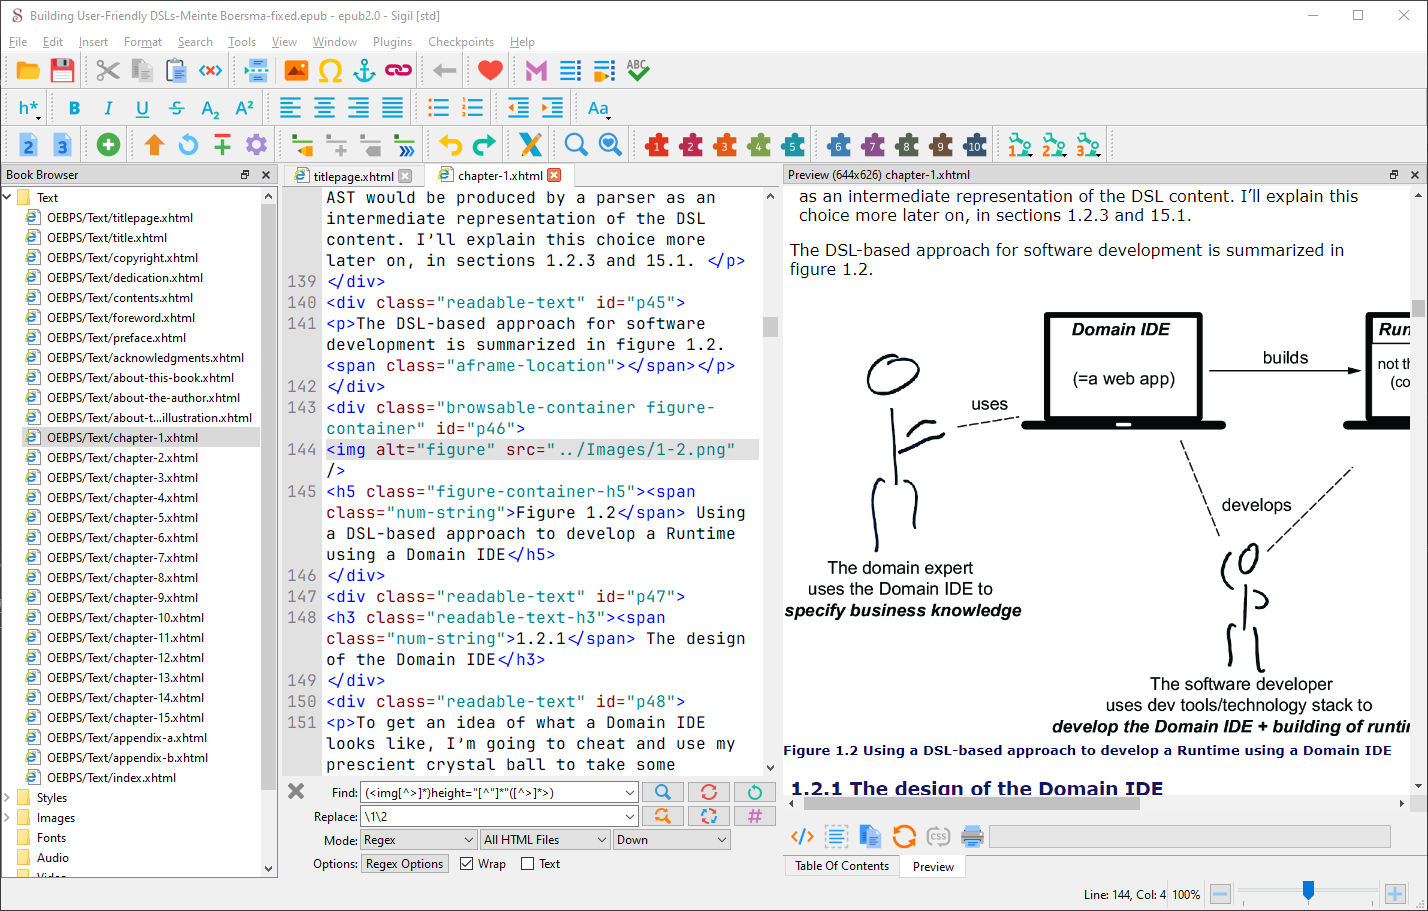 Building User-Friendly DSLs-Meinte Boersma-fixed.epub - epub2.0 - Sigil [std]
File Edit Insert Format Search Tools View Window Plugins Checkpoints Help
ABC
h* B I U S A2 A² Aa
2 3 1 2 3 4 5 6 7 8 9 10 1 2 3
Book Browser
Text
OEBPS/Text/titlepage.xhtml
OEBPS/Text/title.xhtml
OEBPS/Text/copyright.xhtml
OEBPS/Text/dedication.xhtml
OEBPS/Text/contents.xhtml
OEBPS/Text/foreword.xhtml
OEBPS/Text/preface.xhtml
OEBPS/Text/acknowledgments.xhtml
OEBPS/Text/about-this-book.xhtml
OEBPS/Text/about-the-author.xhtml
OEBPS/Text/about-t...illustration.xhtml
OEBPS/Text/chapter-1.xhtml
OEBPS/Text/chapter-2.xhtml
OEBPS/Text/chapter-3.xhtml
OEBPS/Text/chapter-4.xhtml
OEBPS/Text/chapter-5.xhtml
OEBPS/Text/chapter-6.xhtml
OEBPS/Text/chapter-7.xhtml
OEBPS/Text/chapter-8.xhtml
OEBPS/Text/chapter-9.xhtml
OEBPS/Text/chapter-10.xhtml
OEBPS/Text/chapter-11.xhtml
OEBPS/Text/chapter-12.xhtml
OEBPS/Text/chapter-13.xhtml
OEBPS/Text/chapter-14.xhtml
OEBPS/Text/chapter-15.xhtml
OEBPS/Text/appendix-a.xhtml
OEBPS/Text/appendix-b.xhtml
OEBPS/Text/index.xhtml
Styles
Images
Fonts
Audio
titlepage.xhtml chapter-1.xhtml
AST would be produced by a parser as an
intermediate representation of the DSL
content. I’ll explain this choice more
later on, in sections 1.2.3 and 15.1. </p>
139 </div>
140 <div class="readable-text" id="p45">
141 <p>The DSL-based approach for software
development is summarized in figure 1.2.
<span class="aframe-location"></span></p>
142 </div>
143 <div class="browsable-container figure-
container" id="p46">
144 <img alt="figure" src="../Images/1-2.png"
/>
145 <h5 class="figure-container-h5"><span
class="num-string">Figure 1.2</span> Using
a DSL-based approach to develop a Runtime
using a Domain IDE</h5>
146 </div>
147 <div class="readable-text" id="p47">
148 <h3 class="readable-text-h3"><span
class="num-string">1.2.1</span> The design
of the Domain IDE</h3>
149 </div>
150 <div class="readable-text" id="p48">
151 <p>To get an idea of what a Domain IDE
looks like, I’m going to cheat and use my
prescient crystal ball to take some
Find: (<img[^>]*)height="[^"]*"([^>]*>)
Replace: \1\2
Mode: Regex All HTML Files Down
Options: Regex Options Wrap Text
Preview (644x626) chapter-1.xhtml
as an intermediate representation of the DSL content. I’ll explain this
choice more later on, in sections 1.2.3 and 15.1.
The DSL-based approach for software development is summarized in
figure 1.2.
Domain IDE
(=a web app)
builds
Run
not th
(co
uses
develops
The domain expert
uses the Domain IDE to
specify business knowledge
The software developer
uses dev tools/technology stack to
develop the Domain IDE + building of runti
Figure 1.2 Using a DSL-based approach to develop a Runtime using a Domain IDE
1.2.1 The design of the Domain IDE
CSS
Table Of Contents Preview
Line: 144, Col: 4 100%